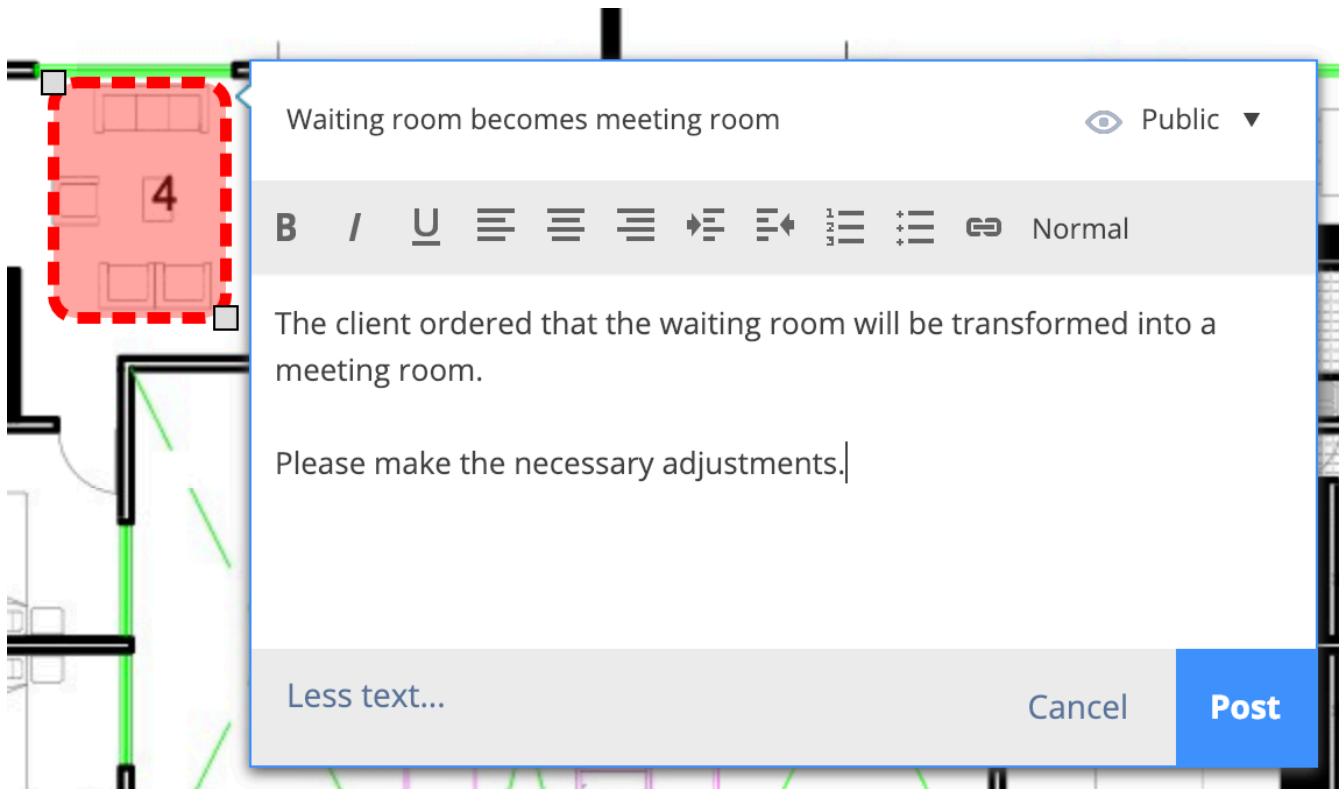 Waiting room becomes meeting room
Public
4
B I U Normal
The client ordered that the waiting room will be transformed into a
meeting room.
Please make the necessary adjustments.
Less text...
Cancel
Post